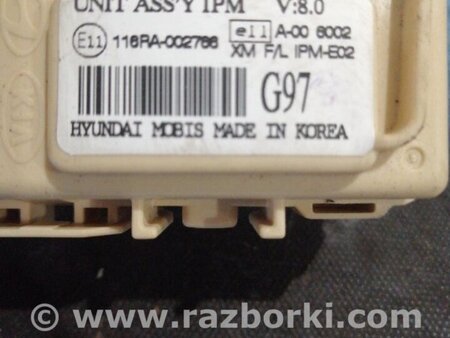 UNIT ASS'Y IPM V:8.0
E11 116RA-002766 e11 A-00 6002
XM F/L IPM-E02
G97
HYUNDAI MOBIS MADE IN KOREA
KIA
© www.razborki.com